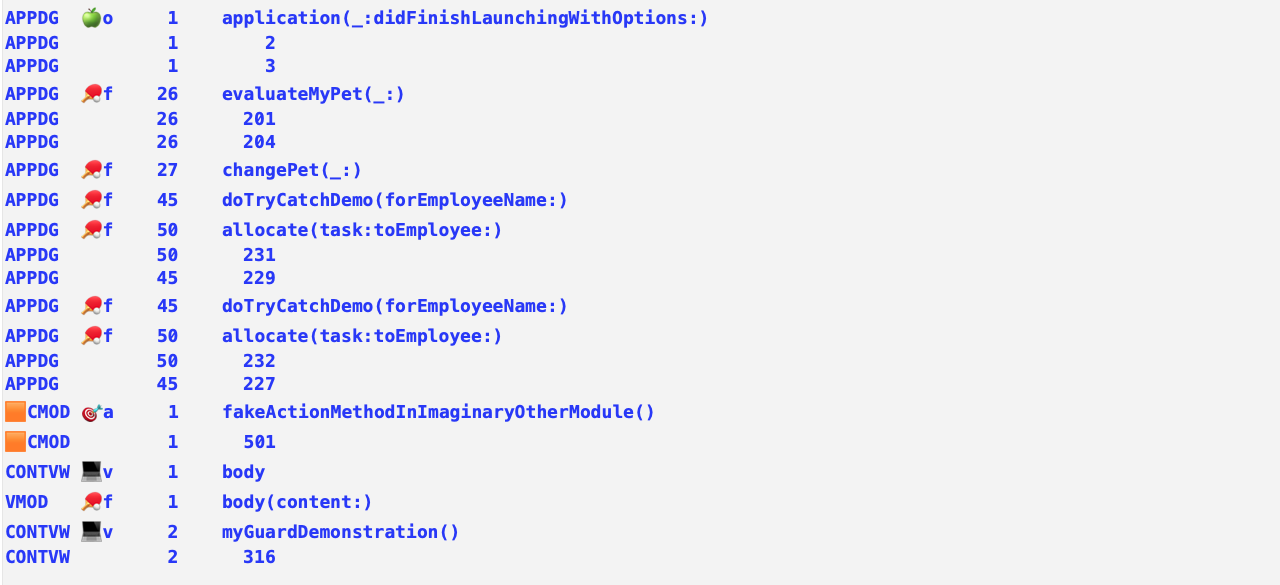 APPDG 🍏o 1 application(_:didFinishLaunchingWithOptions:)
APPDG 1 2
APPDG 1 3
APPDG 🏓f 26 evaluateMyPet(_:)
APPDG 26 201
APPDG 26 204
APPDG 🏓f 27 changePet(_:)
APPDG 🏓f 45 doTryCatchDemo(forEmployeeName:)
APPDG 🏓f 50 allocate(task:toEmployee:)
APPDG 50 231
APPDG 45 229
APPDG 🏓f 45 doTryCatchDemo(forEmployeeName:)
APPDG 🏓f 50 allocate(task:toEmployee:)
APPDG 50 232
APPDG 45 227
🟧CMOD 🎯a 1 fakeActionMethodInImaginaryOtherModule()
🟧CMOD 1 501
CONTVW 💻v 1 body
VMOD 🏓f 1 body(content:)
CONTVW 💻v 2 myGuardDemonstration()
CONTVW 2 316